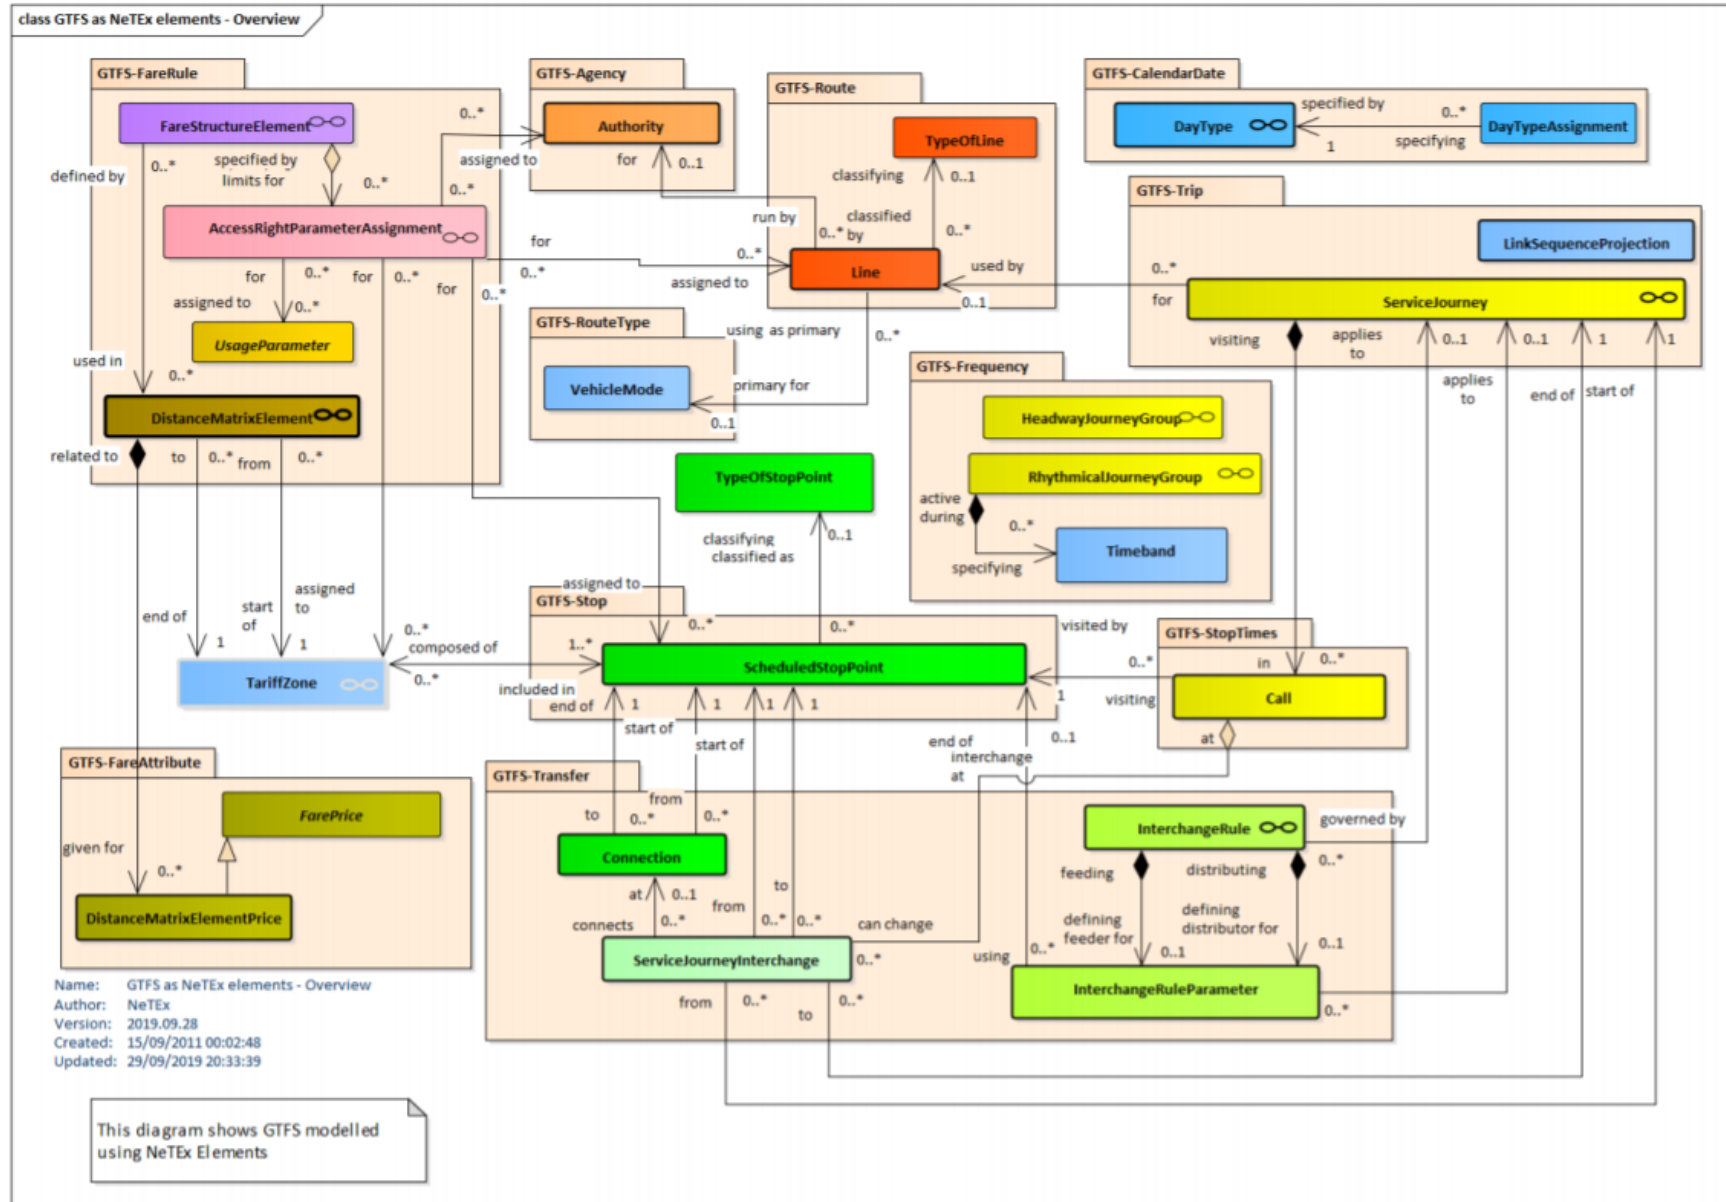 class GTFS as NeTEx elements - Overview
GTFS-FareRule
FareStructureElement
0..*
specified by
limits for
defined by
0..*
0..*
0..*
AccessRightParameterAssignment
for
0..*
for
0..*
for
0..*
for
0..*
assigned to
0..*
UsageParameter
used in
0..*
DistanceMatrixElement
related to
to
0..*
from
0..*
GTFS-Agency
Authority
assigned to
for
0..1
GTFS-Route
TypeOfLine
classifying
0..1
run by
classified
by
0..*
0..*
0..*
Line
assigned to
used by
0..1
0..*
GTFS-CalendarDate
DayType
specified by
0..*
1
specifying
DayTypeAssignment
GTFS-Trip
LinkSequenceProjection
0..*
for
ServiceJourney
visiting
applies
to
0..1
0..1
1
1
applies
to
end of
start of
GTFS-RouteType
using as primary
VehicleMode
primary for
0..1
GTFS-Frequency
HeadwayJourneyGroup
RhythmicalJourneyGroup
active
during
0..*
specifying
Timeband
TypeOfStopPoint
classifying
classified as
0..1
end of
1
start
of
1
assigned
to
0..*
composed of
0..*
TariffZone
assigned to
GTFS-Stop
0..*
0..*
1..*
ScheduledStopPoint
included in
end of
1
start of
1
start of
1
1
visited by
0..*
1
visiting
end of
0..1
interchange
at
GTFS-StopTimes
in
0..*
Call
at
GTFS-FareAttribute
FarePrice
given for
0..*
DistanceMatrixElementPrice
GTFS-Transfer
to
0..*
from
0..*
Connection
at
0..1
connects
0..*
from
0..*
to
0..*
can change
0..*
ServiceJourneyInterchange
from
0..*
to
0..*
InterchangeRule
governed by
0..*
feeding
distributing
defining
feeder for
0..1
defining
distributor for
0..1
using
0..*
InterchangeRuleParameter
0..*
Name: GTFS as NeTEx elements - Overview
Author: NeTEx
Version: 2019.09.28
Created: 15/09/2011 00:02:48
Updated: 29/09/2019 20:33:39
This diagram shows GTFS modelled
using NeTEx Elements